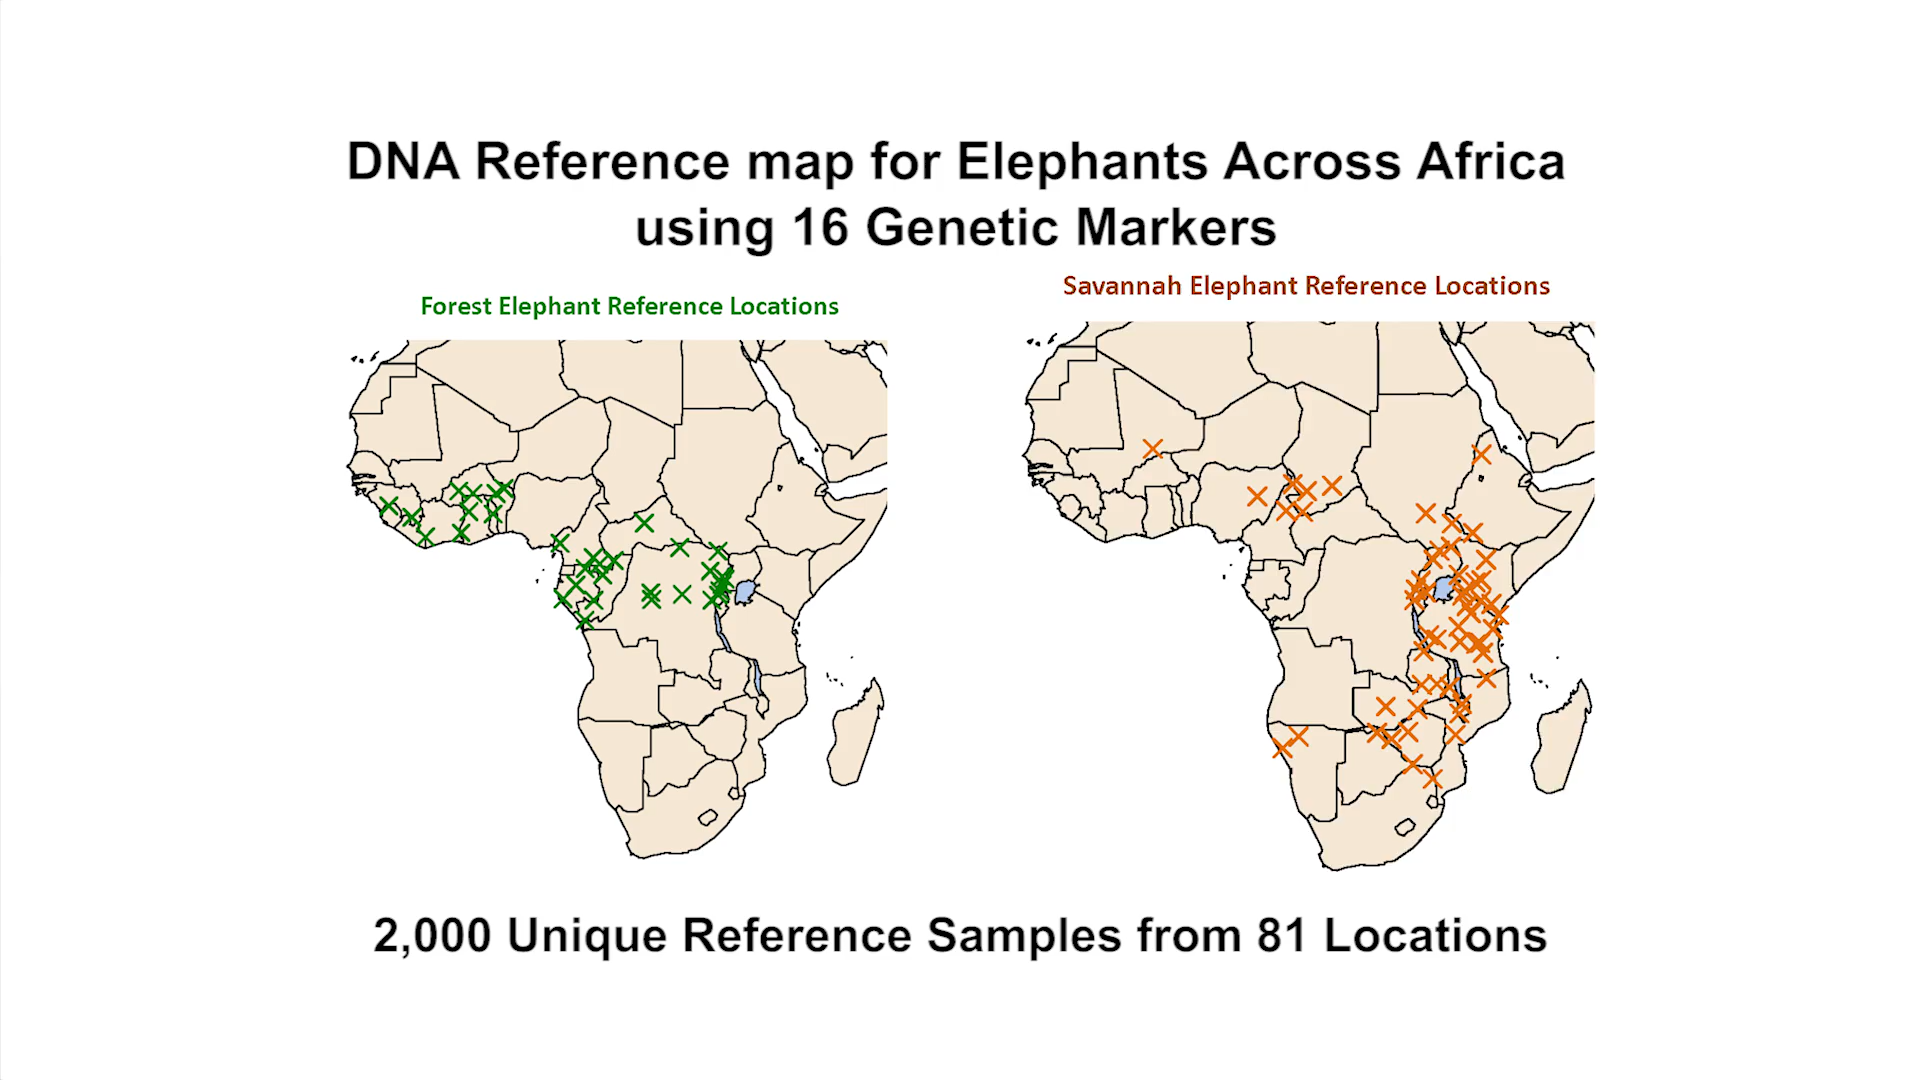 DNA Reference map for Elephants Across Africa
using 16 Genetic Markers
Forest Elephant Reference Locations
Savannah Elephant Reference Locations
2,000 Unique Reference Samples from 81 Locations